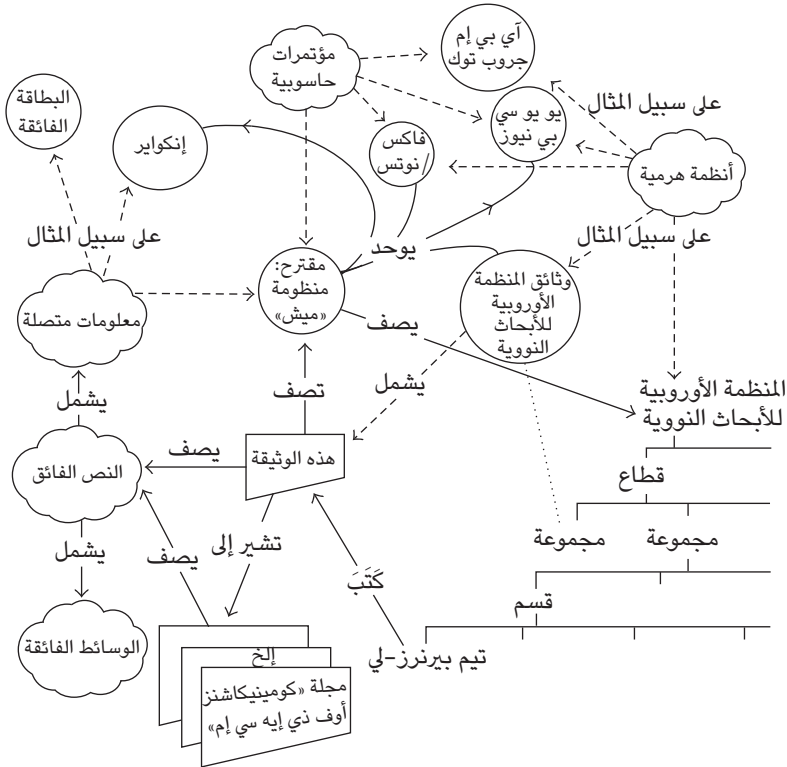 آي بي إم
جروب توك
مؤتمرات
حاسوبية
البطاقة
الفائقة
على سبيل المثال
يو يو سي
بي نيوز
إنكواير
فاكس
/نوتس
أنظمة هرمية
على سبيل المثال
على سبيل المثال
يوحد
مقترح:
منظومة
«ميش»
وثائق المنظمة
الأوروبية
للأبحاث
النووية
معلومات متصلة
يصف
يشمل
تصف
المنظمة الأوروبية
للأبحاث النووية
يشمل
يصف
هذه الوثيقة
النص الفائق
قطاع
تشير إلى
يصف
مجموعة
مجموعة
يشمل
كَتَبَ
قسم
الوسائط الفائقة
إلخ
تيم بيرنرز-لي
مجلة «كومينيكاشنز
أوف ذي إيه سي إم»